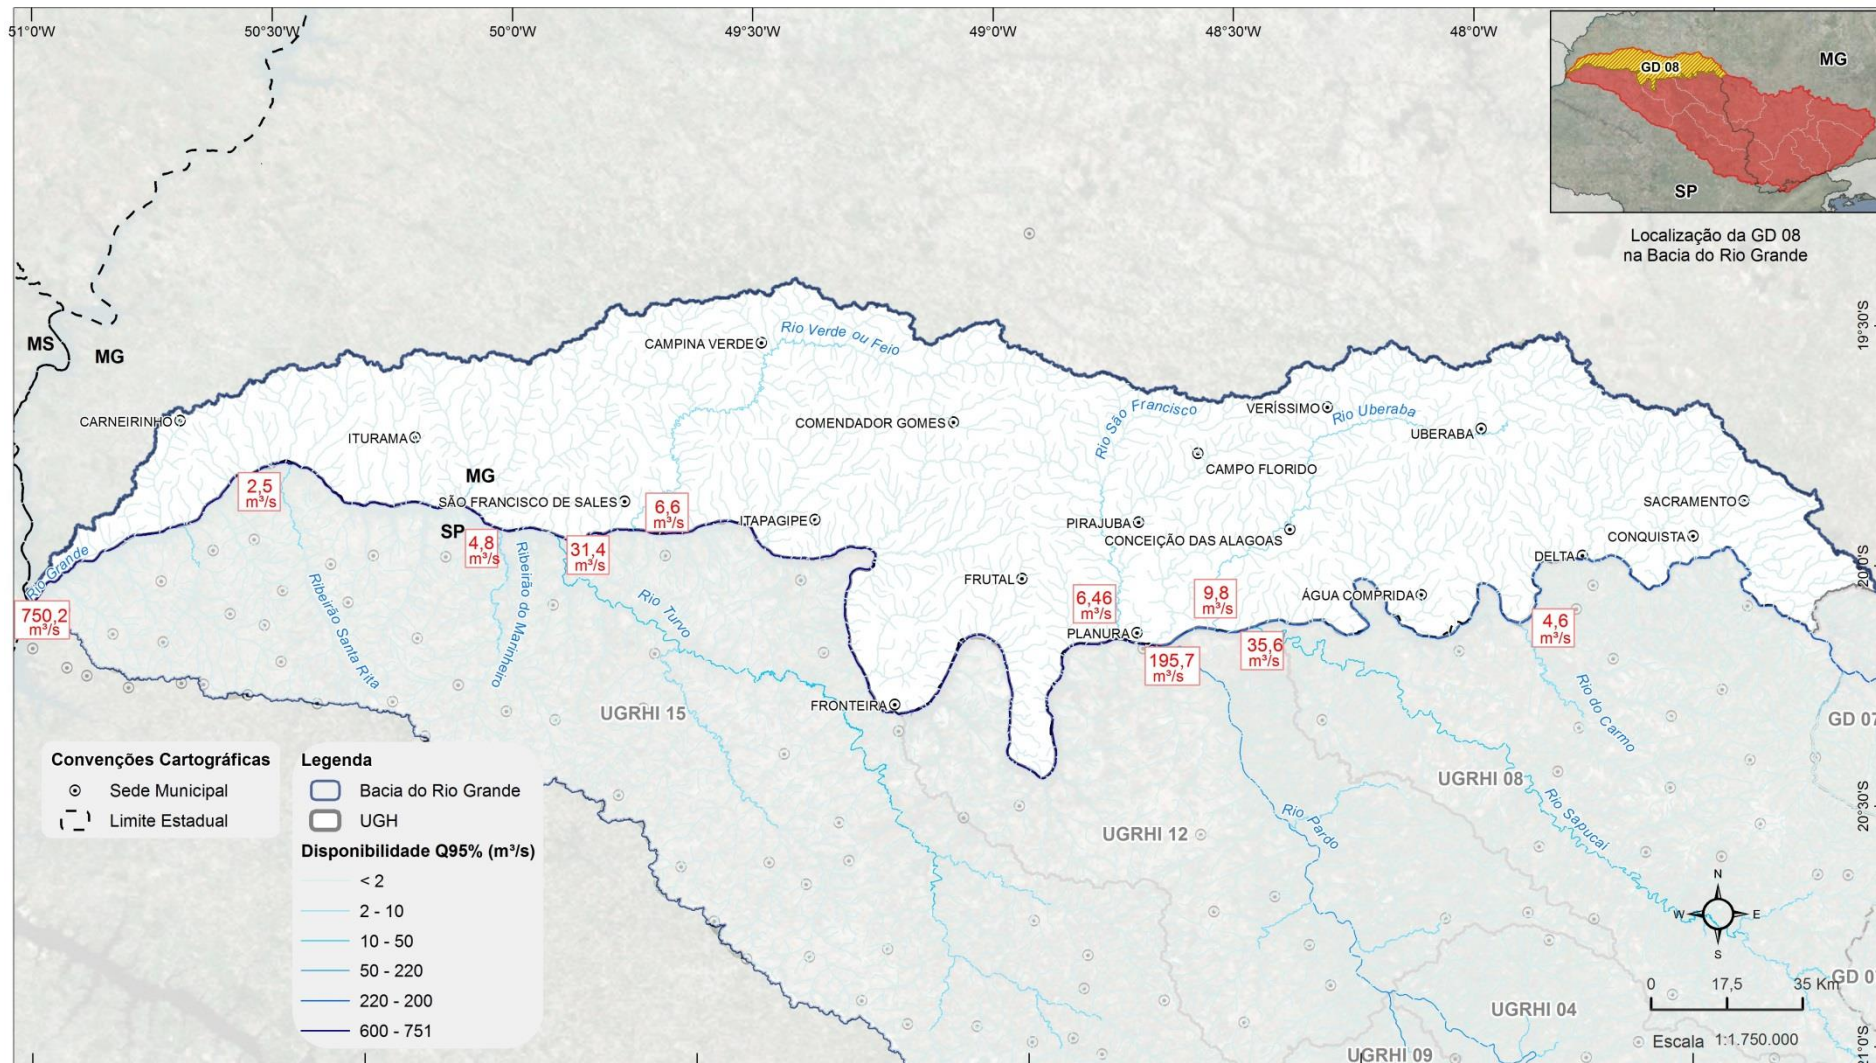 51°0'W
50°30'W
50°0'W
49°30'W
49°0'W
48°30'W
48°0'W
GD 08
MG
SP
Localização da GD 08
na Bacia do Rio Grande
19°30'S
20°0'S
20°30'S
21°0'S
MS
MG
CAMPINA VERDE
Rio Verde ou Feio
CARNEIRINHO
ITURAMA
COMENDADOR GOMES
Rio São Francisco
VERÍSSIMO
Rio Uberaba
UBERABA
CAMPO FLORIDO
MG
SÃO FRANCISCO DE SALES
SP
2,5
m³/s
4,8
m³/s
31,4
m³/s
6,6
m³/s
ITAPAGIPE
PIRAJUBA
CONCEIÇÃO DAS ALAGOAS
SACRAMENTO
CONQUISTA
DELTA
Rio Grande
750,2
m³/s
Ribeirão Santa Rita
Ribeirão do Marinheiro
Rio Turvo
FRUTAL
6,46
m³/s
9,8
m³/s
ÁGUA COMPRIDA
PLANURA
195,7
m³/s
35,6
m³/s
4,6
m³/s
FRONTEIRA
UGRHI 15
Rio do Carmo
GD 07
UGRHI 08
Rio Sapucaí
Rio Pardo
UGRHI 12
UGRHI 04
UGRHI 09
GD 0
Convenções Cartográficas
Sede Municipal
Limite Estadual
Legenda
Bacia do Rio Grande
UGH
Disponibilidade Q95% (m³/s)
< 2
2 - 10
10 - 50
50 - 220
220 - 200
600 - 751
N
W
E
S
0
17,5
35 Km
Escala 1:1.750.000